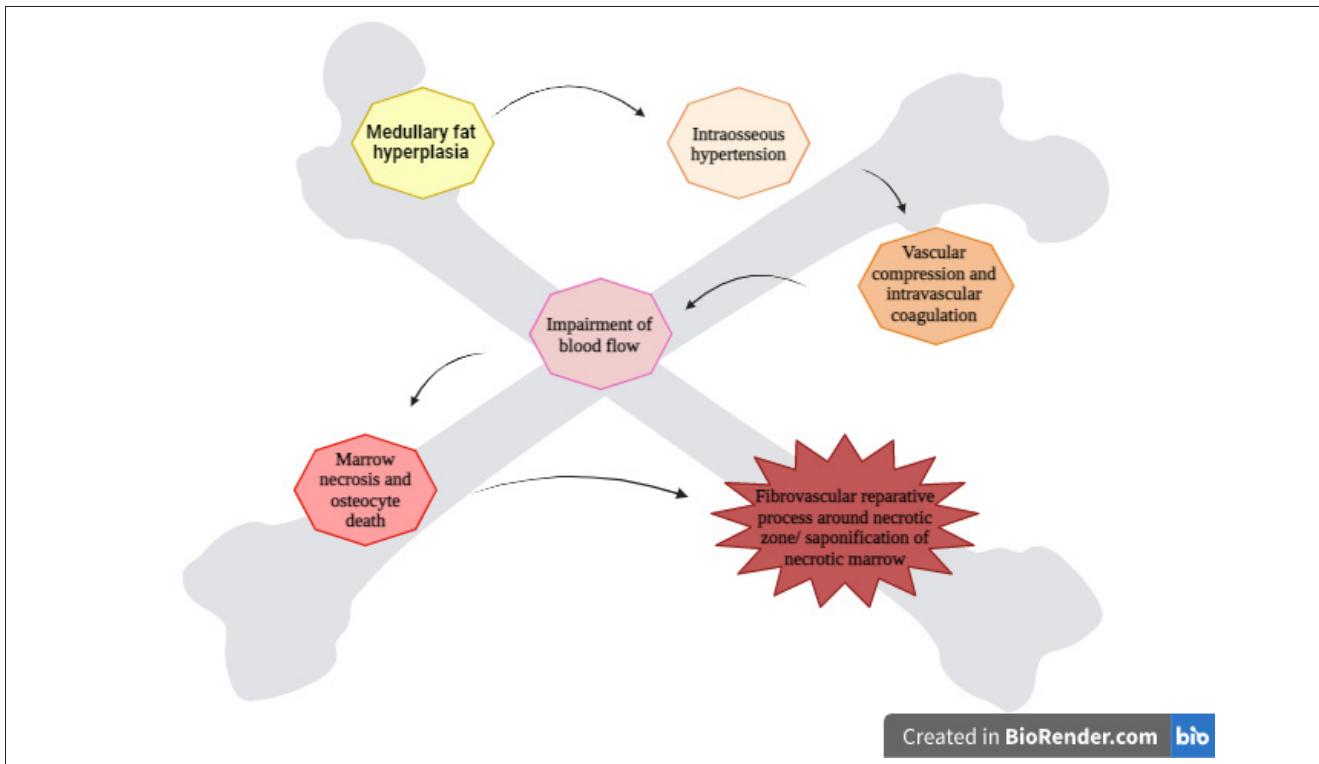 Medullary fat
hyperplasia
Intraosseous
hypertension
Vascular
compression and
intravascular
coagulation
Impairment of
blood flow
Marrow
necrosis and
osteocyte
death
Fibrovascular reparative
process around necrotic
zone/ saponification of
necrotic marrow
Created in BioRender.com bio